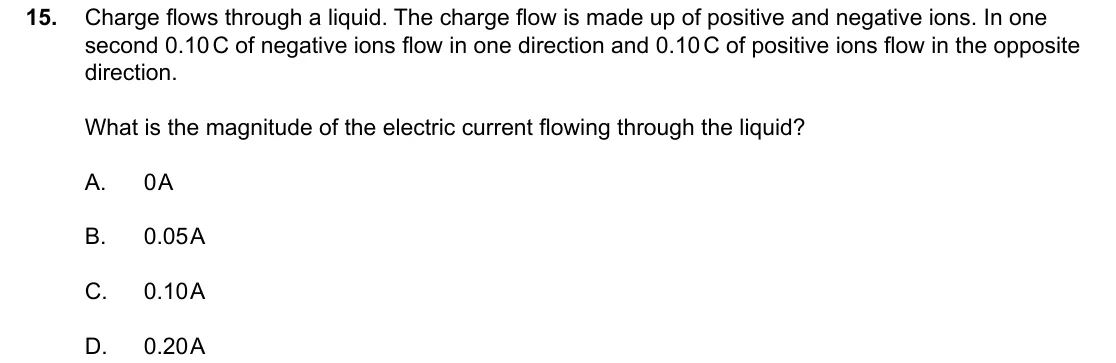 15. Charge flows through a liquid. The charge flow is made up of positive and negative ions. In one
second 0.10 C of negative ions flow in one direction and 0.10 C of positive ions flow in the opposite
direction.
What is the magnitude of the electric current flowing through the liquid?
A. 0 A
B. 0.05 A
C. 0.10 A
D. 0.20 A